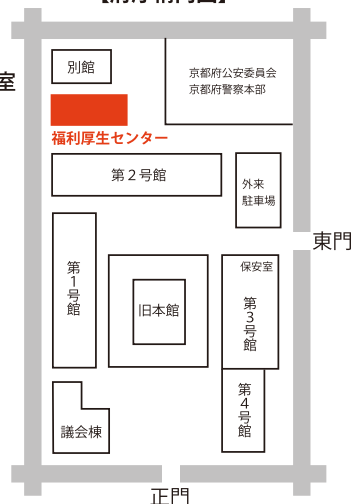 室
別館
京都府公安委員会
京都府警察本部
福利厚生センター
第２号館
外来
駐車場
東門
第１号館
旧本館
保安室
第３号館
第４号館
議会棟
正門